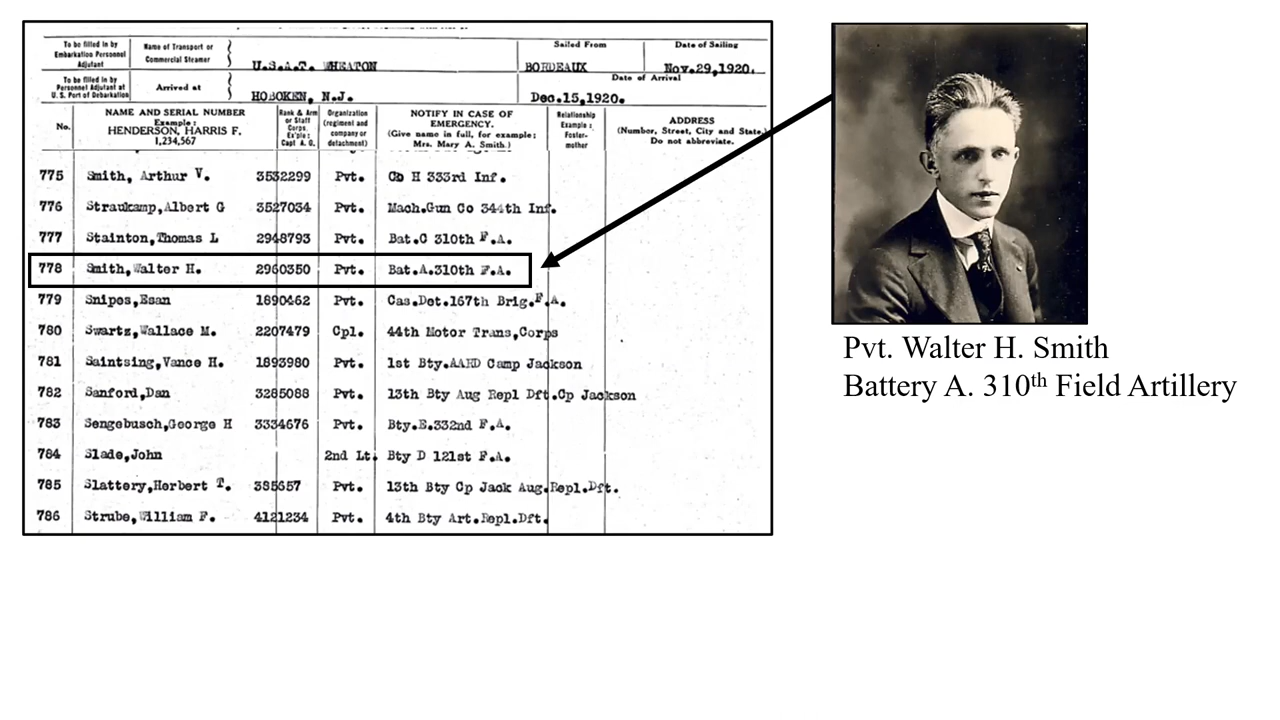 To be filled in by Embarkation Personnel Adjutant
Name of Transport or Commercial Steamer
U.S.A.T. WHEATON
Sailed From
BORDEAUX
Date of Sailing
Nov.29,1920.
To be filled in by Personnel Adjutant at U. S. Port of Debarkation
Arrived at
HOBOKEN, N.J.
Date of Arrival
Dec.15,1920.
No.
NAME AND SERIAL NUMBER
Example:
HENDERSON, HARRIS F.
1,234,567
Rank & Arm or Staff Corps. Ex'ple: Capt A. G.
Organization (regiment and company or detachment)
NOTIFY IN CASE OF EMERGENCY.
(Give name in full, for example; Mrs. Mary A. Smith.)
Relationship Example: Foster-mother
ADDRESS
(Number, Street, City and State. Do not abbreviate.
775 Smith, Arthur V. 3532299 Pvt. Co H 333rd Inf.
776 Straukamp,Albert G 3527034 Pvt. Mach.Gun Co 344th Inf.
777 Stainton,Thomas L 2948793 Pvt. Bat.C 310th F.A.
778 Smith,Walter H. 2960350 Pvt. Bat.A.310th F.A.
779 Snipes,Esan 1890462 Pvt. Cas.Det.167th Brig.F.A.
780 Swartz,Wallace M. 2207479 Cpl. 44th Motor Trans,Corps
781 Saintsing,Vance H. 1893980 Pvt. 1st Bty.AARD Camp Jackson
782 Sanford,Dan 3285088 Pvt. 13th Bty Aug Repl Dft.Cp Jackson
783 Sengebusch,George H 3334676 Pvt. Bty.E.332nd F.A.
784 Slade,John 2nd Lt. Bty D 121st F.A.
785 Slattery,Herbert T. 385657 Pvt. 13th Bty Cp Jack Aug.Repl.Dft.
786 Strube,William F. 4121234 Pvt. 4th Bty Art.Repl.Dft.
Pvt. Walter H. Smith
Battery A. 310th Field Artillery